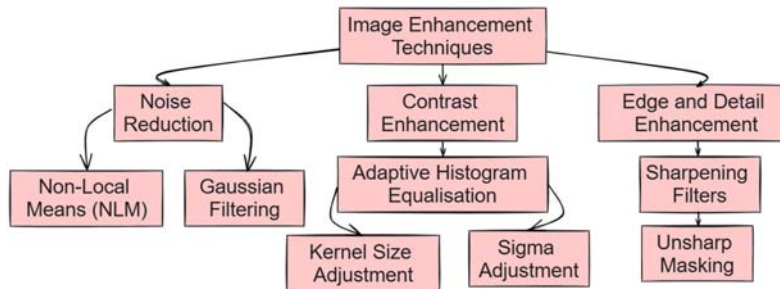 Image Enhancement
Techniques
Noise
Reduction
Contrast
Enhancement
Edge and Detail
Enhancement
Non-Local
Means (NLM)
Gaussian
Filtering
Adaptive Histogram
Equalisation
Sharpening
Filters
Kernel Size
Adjustment
Sigma
Adjustment
Unsharp
Masking